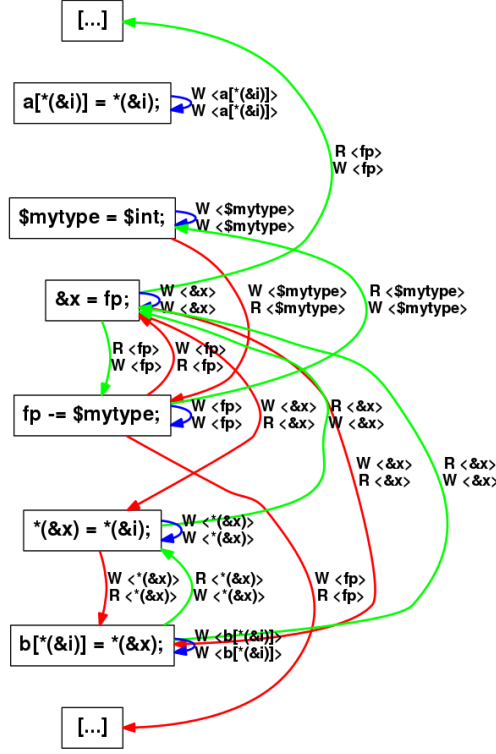 [...]
a[*(&i)] = *(&i);
W <a[*(&i)]>
W <a[*(&i)]>
R <fp>
W <fp>
$mytype = $int;
W <$mytype>
W <$mytype>
&x = fp;
W <&x>
W <&x>
W <$mytype>
R <$mytype>
R <$mytype>
W <$mytype>
R <fp>
W <fp>
W <fp>
R <fp>
fp -= $mytype;
W <fp>
W <fp>
W <&x>
R <&x>
R <&x>
W <&x>
W <&x>
R <&x>
R <&x>
W <&x>
*(&x) = *(&i);
W <*(&x)>
W <*(&x)>
W <*(&x)>
R <*(&x)>
R <*(&x)>
W <*(&x)>
W <fp>
R <fp>
b[*(&i)] = *(&x);
W <b[*(&i)]>
W <b[*(&i)]>
[...]